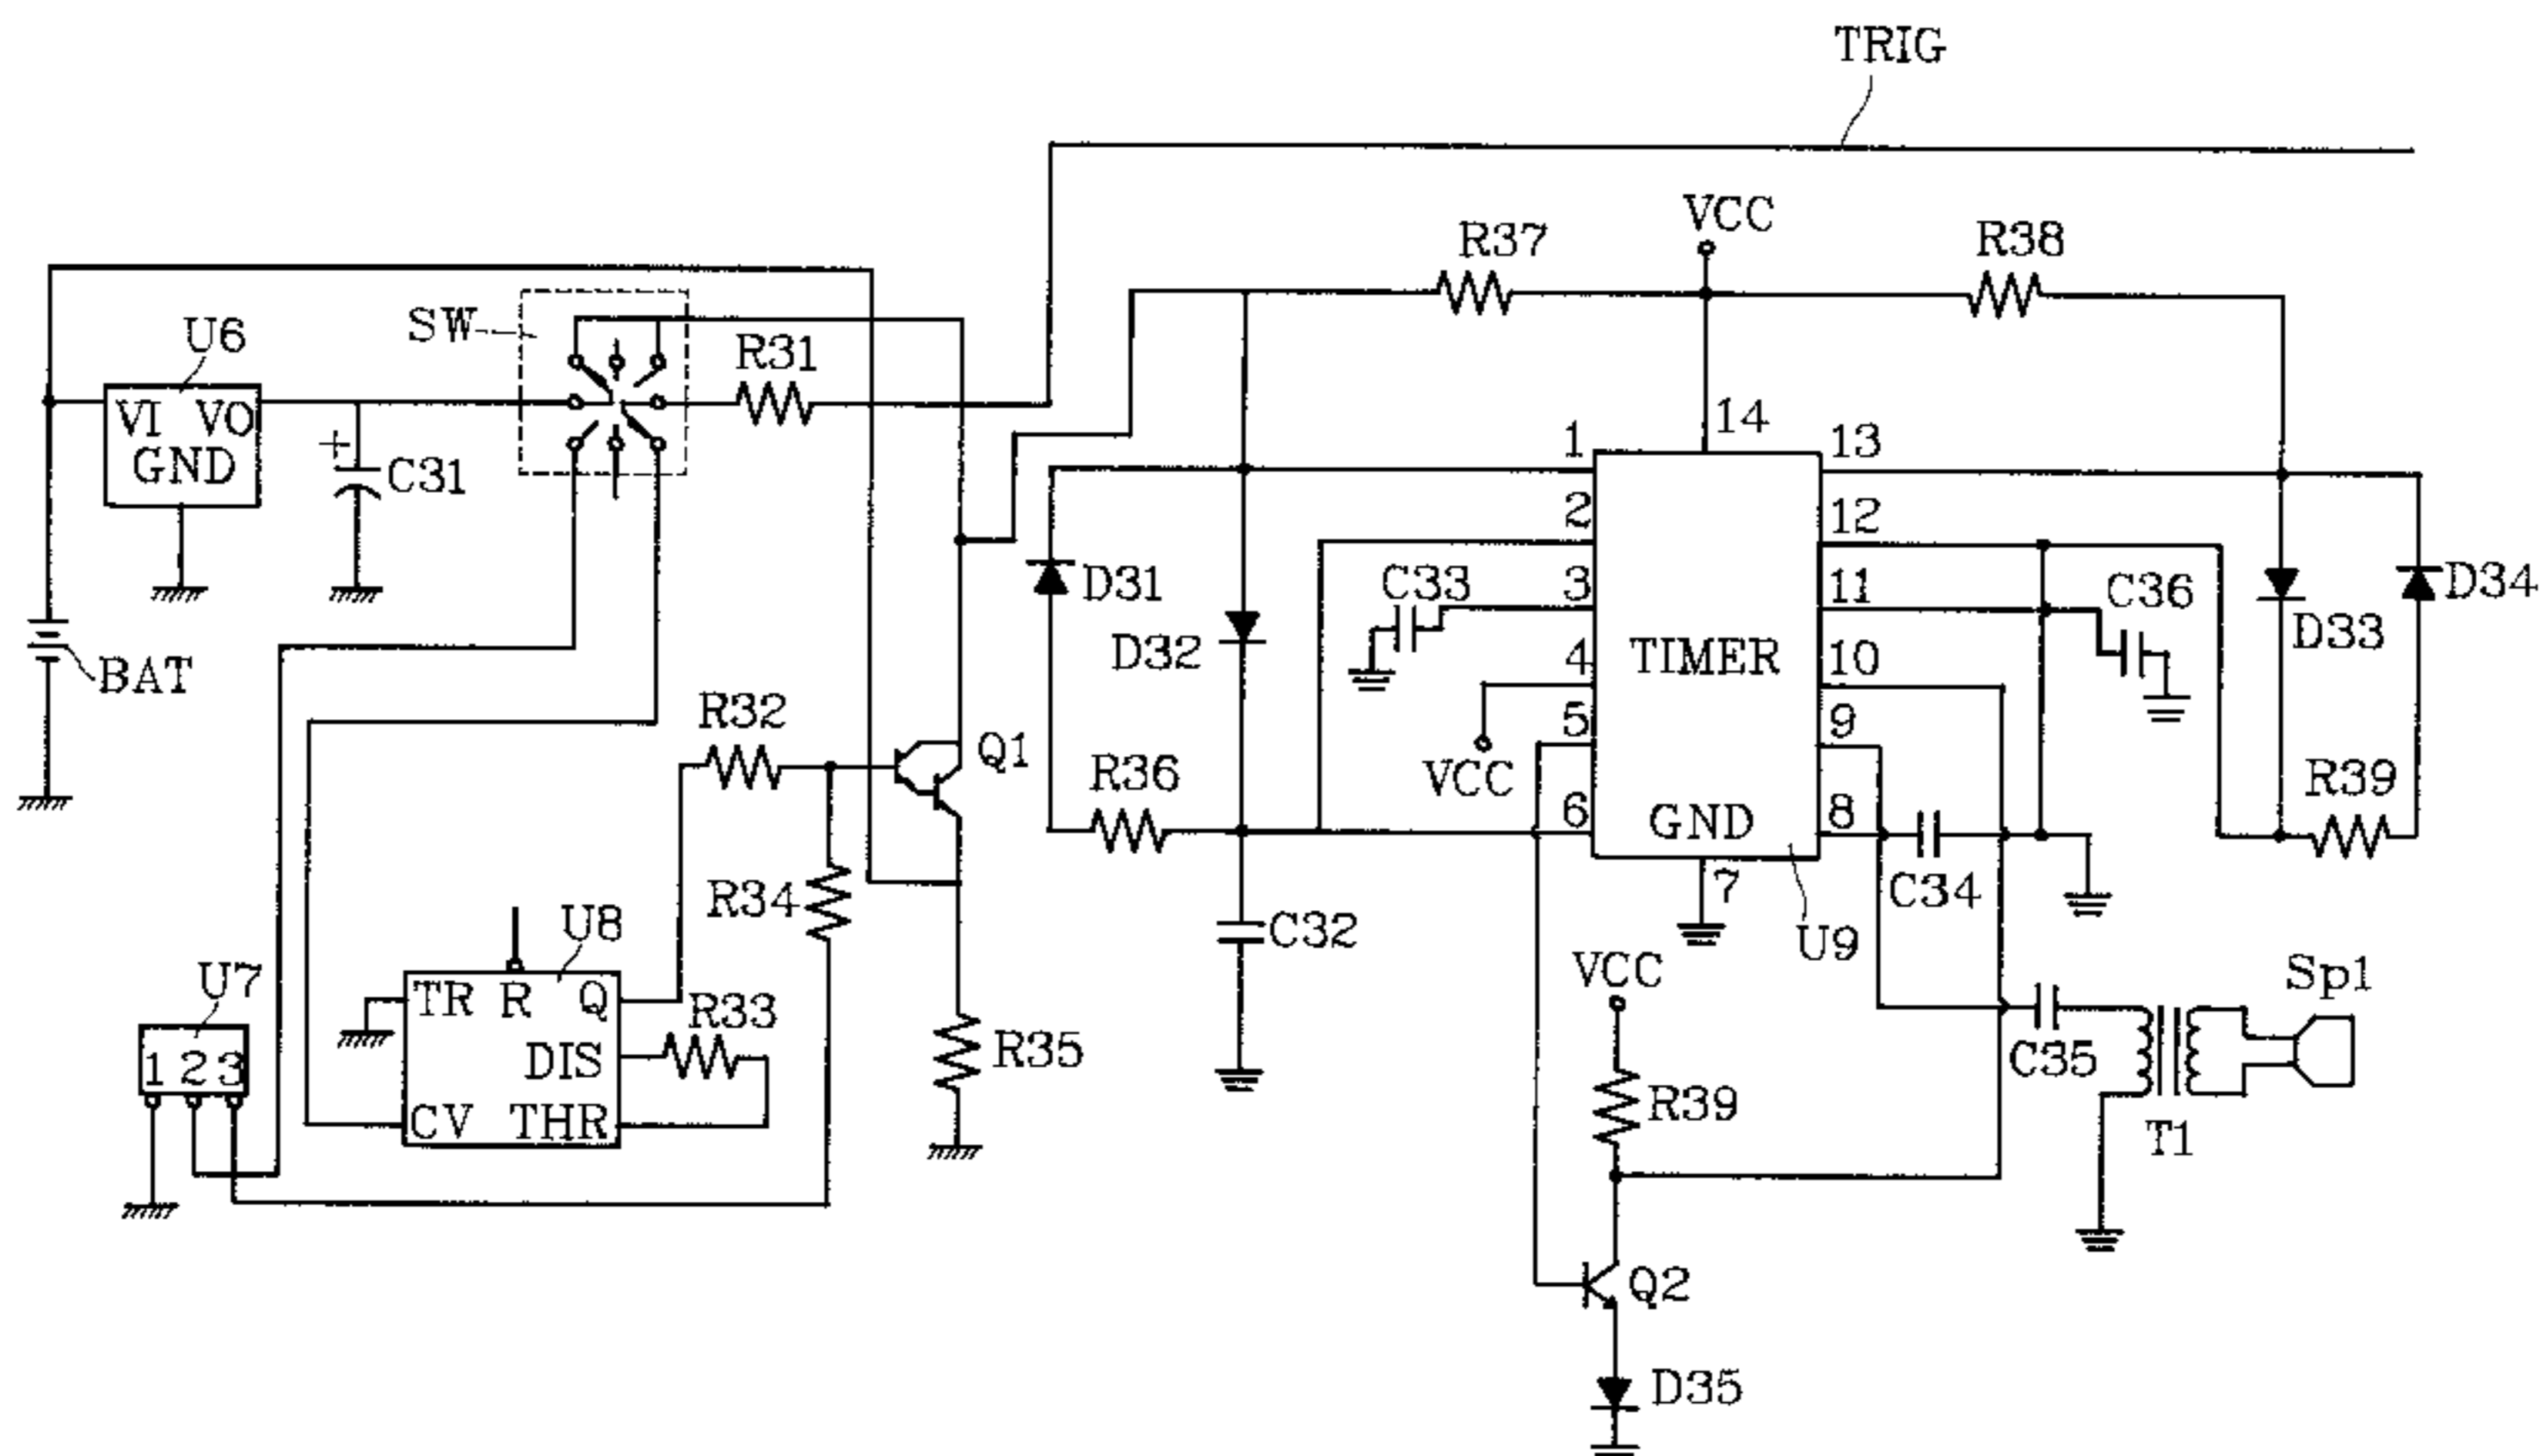 TRIG
VCC
R37
R38
U6
SW
R31
VI VO
GND
C31
14
1
13
2
12
3
11
4
10
5
9
6
8
7
TIMER
GND
D31
D32
C33
C36
D33
D34
BAT
R32
Q1
R36
VCC
R39
R34
C34
U9
C32
U8
U7
TR R Q
DIS
CV THR
R33
1 2 3
R35
VCC
R39
C35
Sp1
T1
Q2
D35